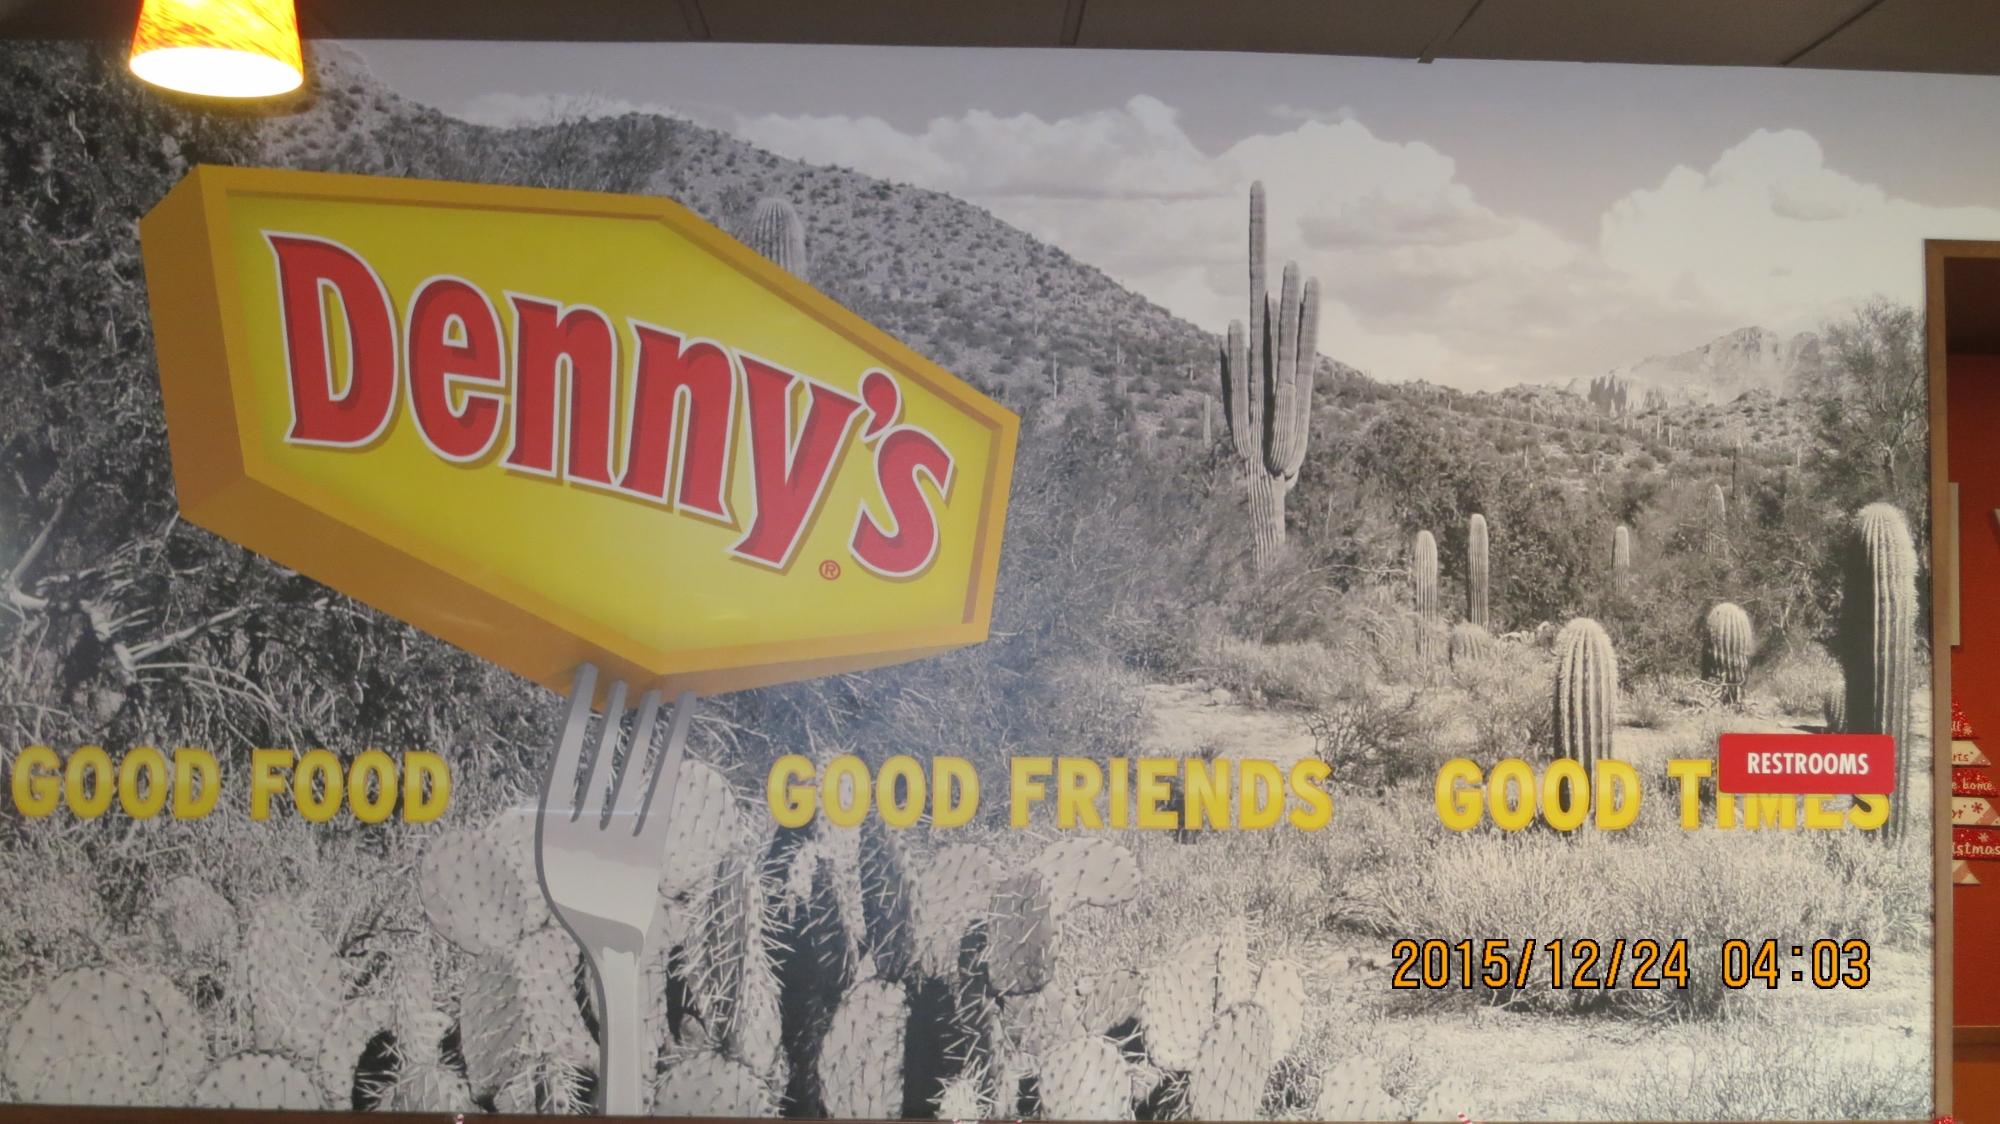 Denny's®
GOOD FOOD GOOD FRIENDS GOOD TIMES
RESTROOMS
2015/12/24 04:03